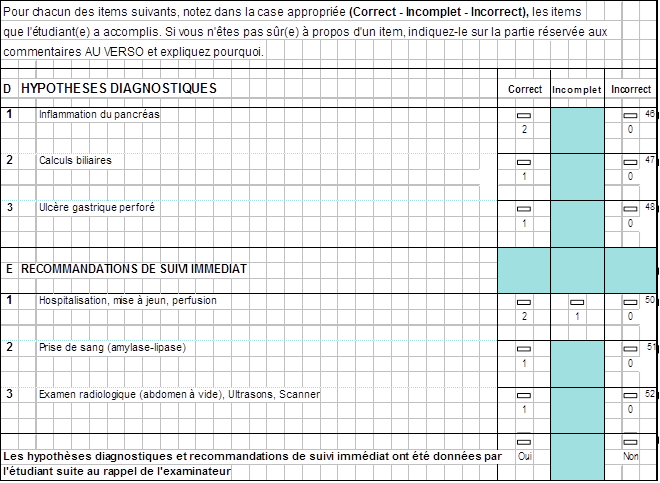 Pour chacun des items suivants, notez dans la case appropriée (Correct - Incomplet - Incorrect), les items
que l'étudiant(e) a accomplis. Si vous n'êtes pas sûr(e) à propos d'un item, indiquez-le sur la partie réservée aux
commentaires AU VERSO et expliquez pourquoi.
D HYPOTHESES DIAGNOSTIQUES Correct Incomplet Incorrect
1 Inflammation du pancréas 46
2 0
2 Calculs biliaires 47
1 0
3 Ulcère gastrique perforé 48
1 0
E RECOMMANDATIONS DE SUIVI IMMEDIAT
1 Hospitalisation, mise à jeun, perfusion 50
2 1 0
2 Prise de sang (amylase-lipase) 51
1 0
3 Examen radiologique (abdomen à vide), Ultrasons, Scanner 52
1 0
Les hypothèses diagnostiques et recommandations de suivi immédiat ont été données par Oui Non
l'étudiant suite au rappel de l'examinateur